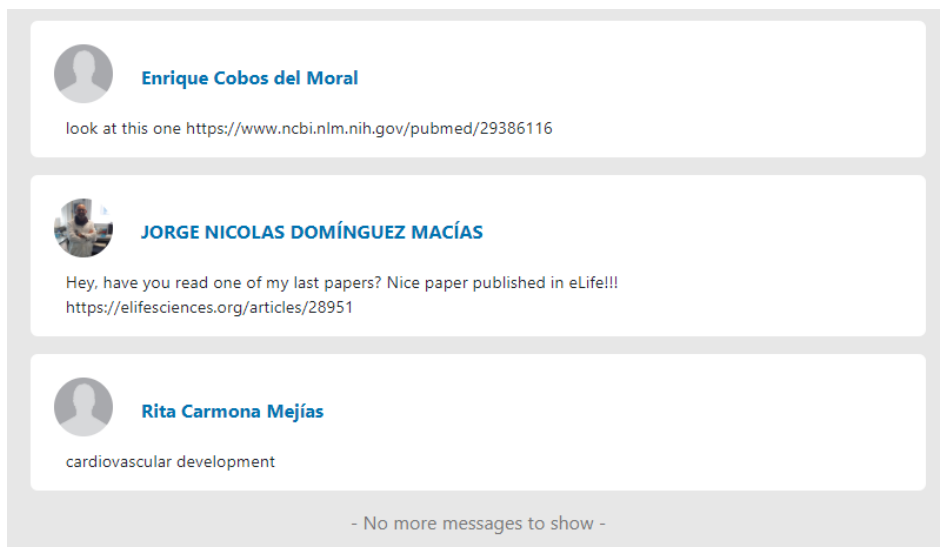 Enrique Cobos del Moral
look at this one https://www.ncbi.nlm.nih.gov/pubmed/29386116
JORGE NICOLAS DOMÍNGUEZ MACÍAS
Hey, have you read one of my last papers? Nice paper published in eLife!!!
https://elifesciences.org/articles/28951
Rita Carmona Mejías
cardiovascular development
- No more messages to show -